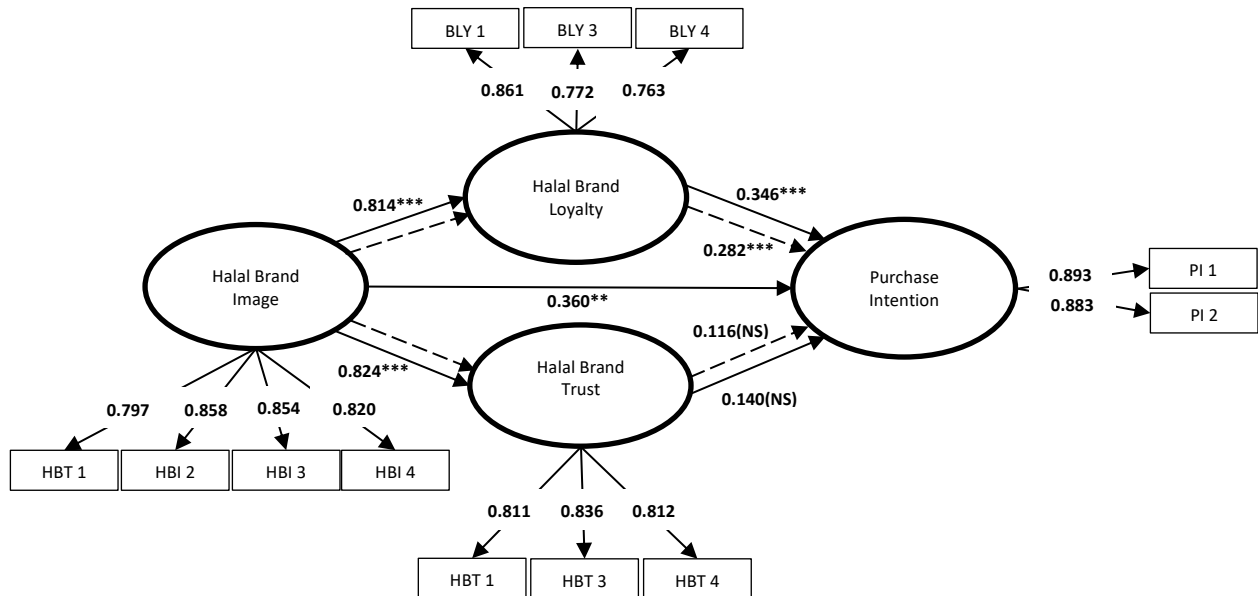 BLY 1
BLY 3
BLY 4
0.861
0.772
0.763
Halal Brand
Loyalty
0.814***
0.346***
0.282***
Halal Brand
Image
0.360**
Purchase
Intention
0.893
PI 1
0.883
PI 2
0.116(NS)
0.824***
Halal Brand
Trust
0.140(NS)
0.797
0.858
0.854
0.820
HBT 1
HBI 2
HBI 3
HBI 4
0.811
0.836
0.812
HBT 1
HBT 3
HBT 4